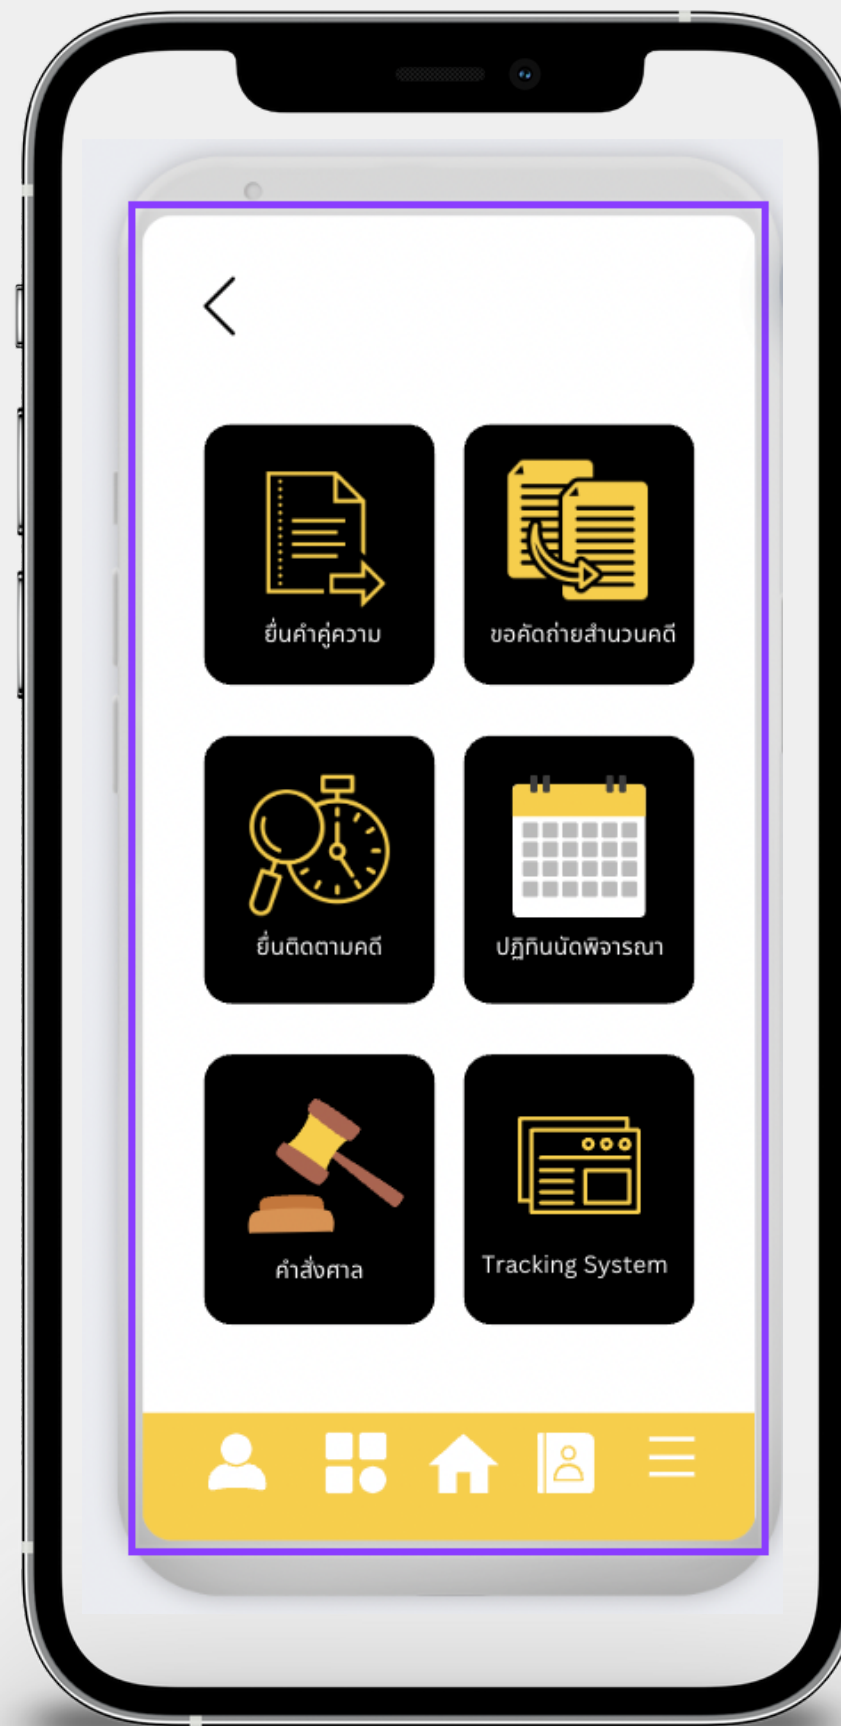 ยื่นคำคู่ความ
ขอคัดถ่ายสำนวนคดี
ยื่นติดตามคดี
ปฏิทินนัดพิจารณา
คำสั่งศาล
Tracking System